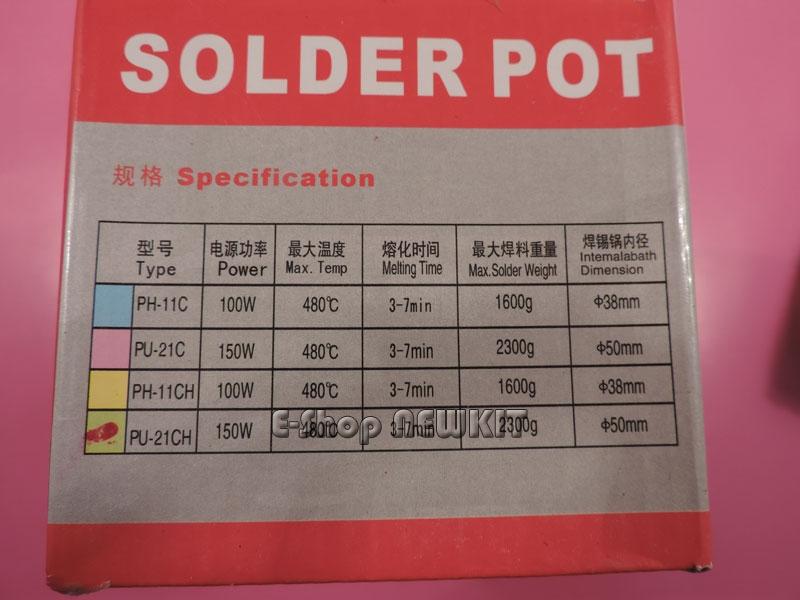 SOLDER POT
规格 Specification
型号 电源功率 最大温度 熔化时间 最大焊料重量 焊锡锅内径
Type Power Max. Temp Melting Time Max.Solder Weight Intemalabath Dimension
PH-11C 100W 480℃ 3-7min 1600g Φ38mm
PU-21C 150W 480℃ 3-7min 2300g Φ50mm
PH-11CH 100W 480℃ 3-7min 1600g Φ38mm
PU-21CH 150W 480℃ 3-7min 2300g Φ50mm
E-Shop NEWKIT